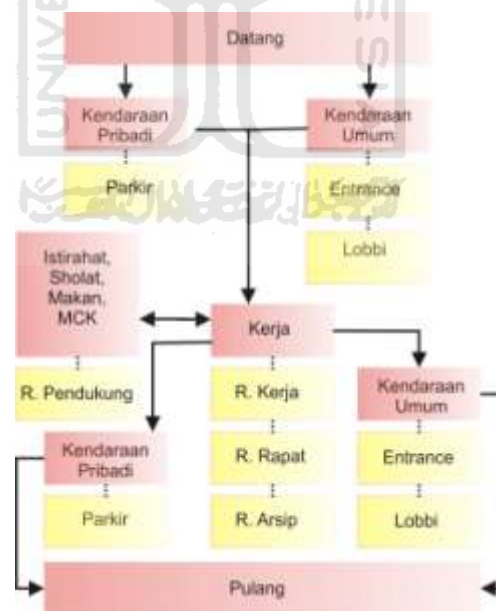 Datang
Kendaraan
Pribadi
Kendaraan
Umum
Parkir
Entrance
Lobbi
Istirahat,
Sholat,
Makan,
MCK
Kerja
R. Pendukung
R. Kerja
Kendaraan
Umum
Kendaraan
Pribadi
R. Rapat
Entrance
Parkir
R. Arsip
Lobbi
Pulang